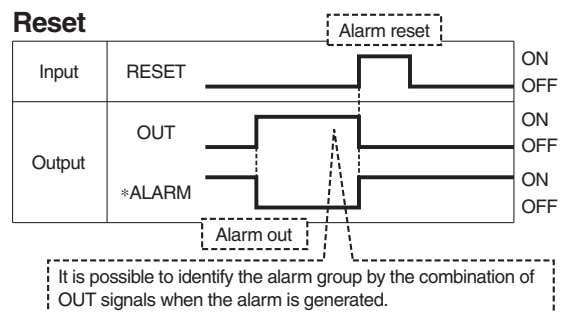 Reset
Alarm reset
Input RESET ON
OFF
Output OUT ON
OFF
*ALARM ON
OFF
Alarm out
It is possible to identify the alarm group by the combination of
OUT signals when the alarm is generated.